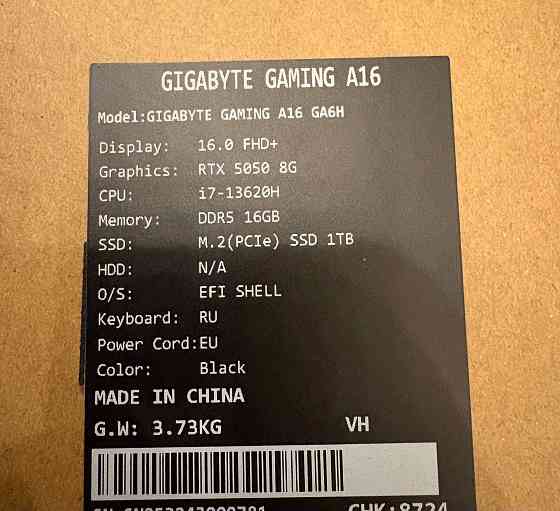 GIGABYTE GAMING A16
Model:GIGABYTE GAMING A16 GA6H
Display: 16.0 FHD+
Graphics: RTX 5050 8G
CPU: i7-13620H
Memory: DDR5 16GB
SSD: M.2(PCIe) SSD 1TB
HDD: N/A
O/S: EFI SHELL
Keyboard: RU
Power Cord:EU
Color: Black
MADE IN CHINA
G.W: 3.73KG VH
CHK:8724